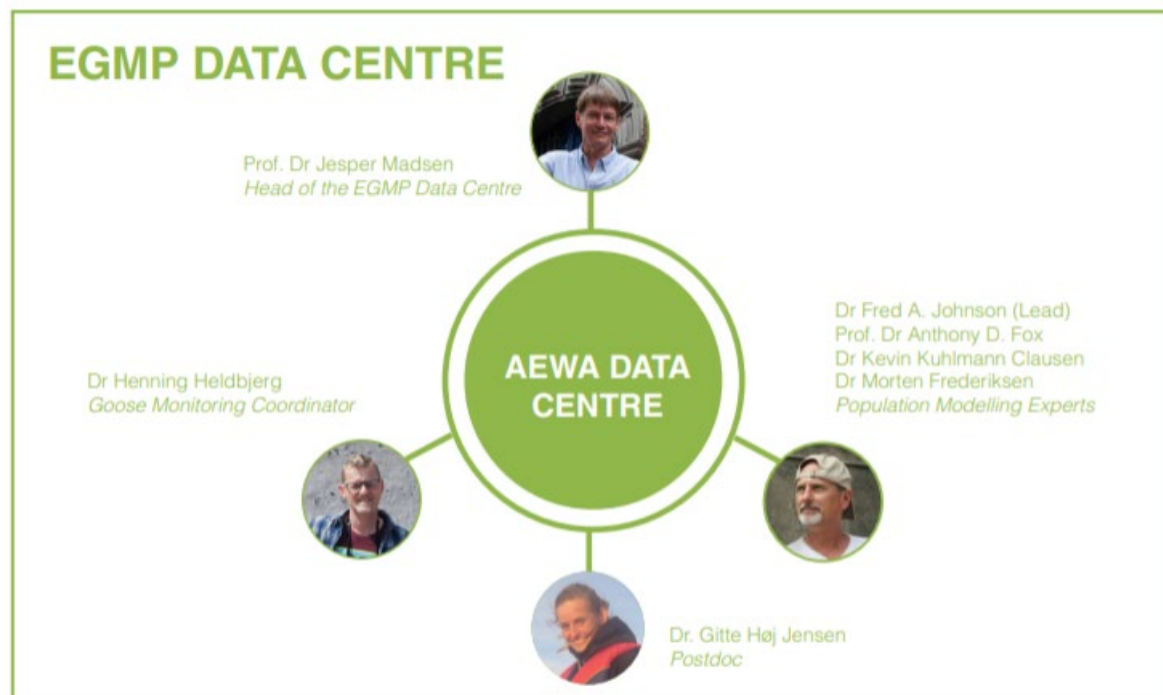 EGMP DATA CENTRE
Prof. Dr Jesper Madsen
Head of the EGMP Data Centre
Dr Fred A. Johnson (Lead)
Prof. Dr Anthony D. Fox
Dr Kevin Kuhlmann Clausen
Dr Morten Frederiksen
Population Modelling Experts
AEWA DATA
CENTRE
Dr Henning Heldbjerg
Goose Monitoring Coordinator
Dr. Gitte Høj Jensen
Postdoc